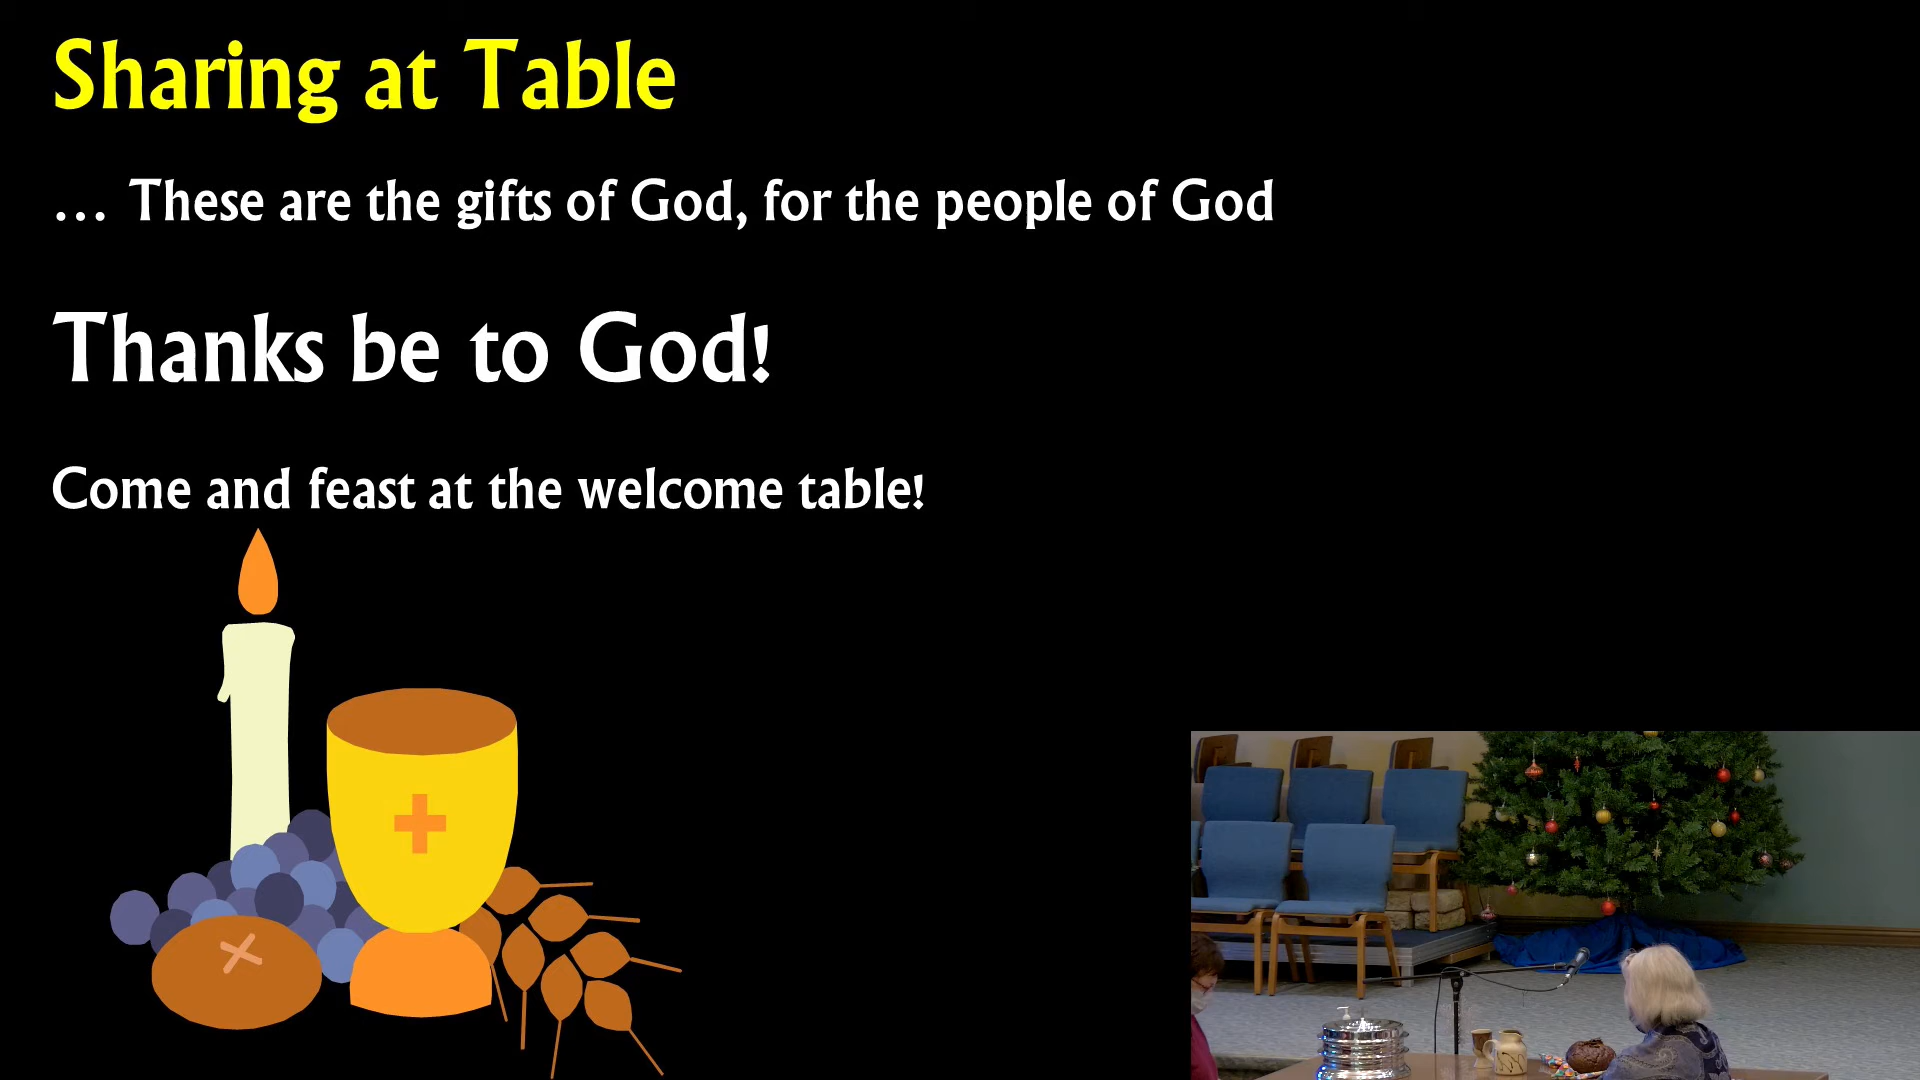 Sharing at Table
... These are the gifts of God, for the people of God
Thanks be to God!
Come and feast at the welcome table!